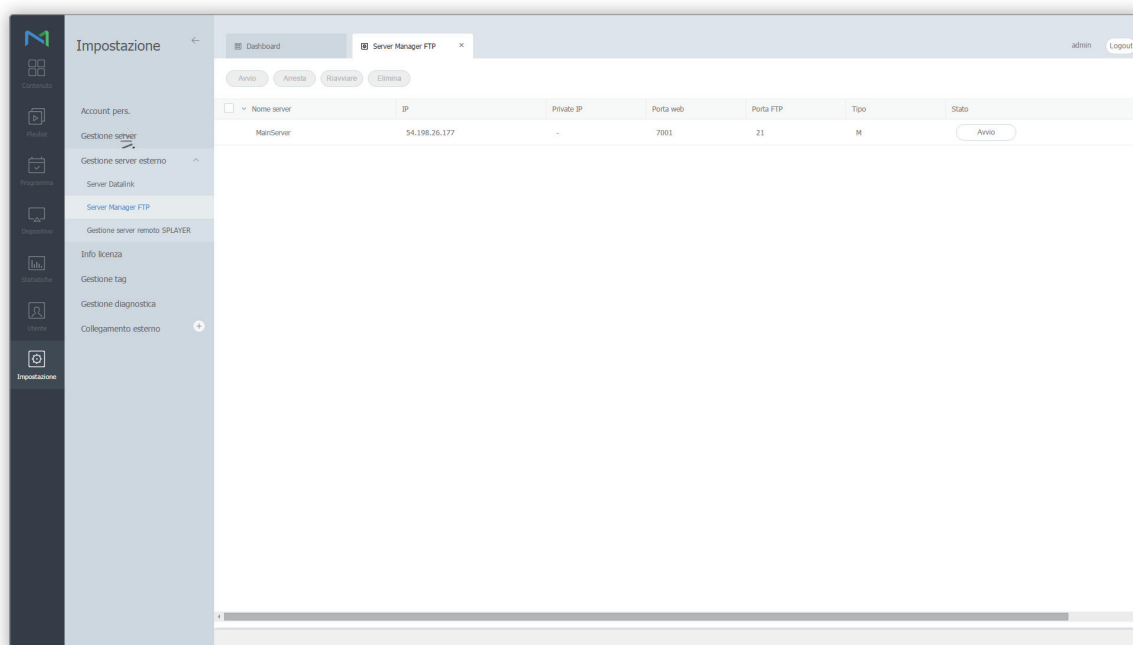 Impostazione
Dashboard
Server Manager FTP
admin
Logout
Avvio
Arresta
Riavviare
Elimina
Contenuto
Playlist
Programma
Dispositivo
Statistiche
Utente
Impostazione
Account pers.
Gestione server
Gestione server esterno
Server Datalink
Server Manager FTP
Gestione server remoto SPLAYER
Info licenza
Gestione tag
Gestione diagnostica
Collegamento esterno
Nome server IP Private IP Porta web Porta FTP Tipo Stato
MainServer 54.198.26.177 - 7001 21 M Avvio